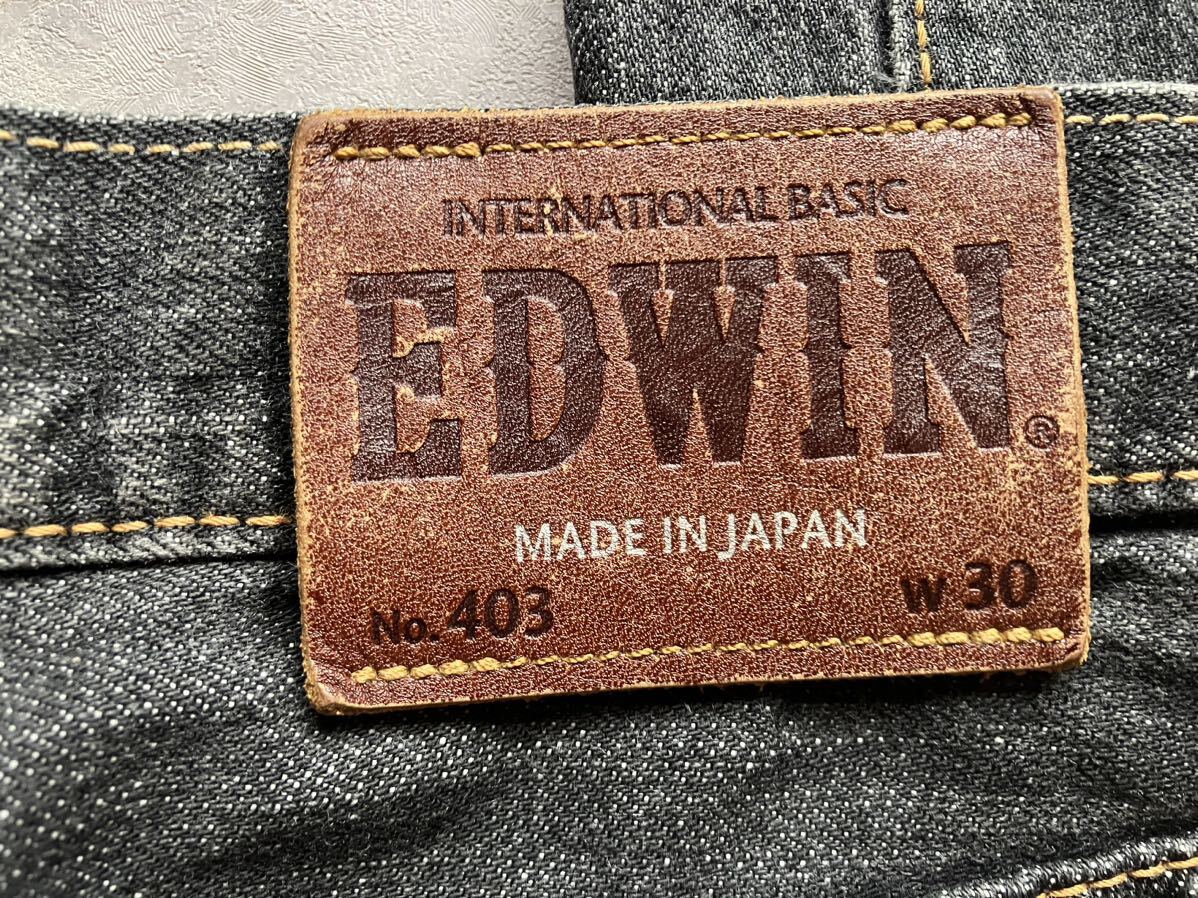 INTERNATIONAL BASIC
EDWIN®
MADE IN JAPAN
No. 403 W 30